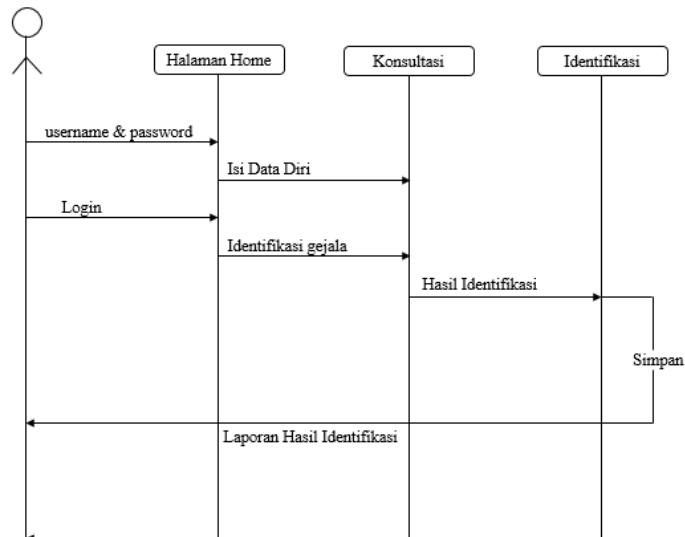 Halaman Home
Konsultasi
Identifikasi
username & password
Isi Data Diri
Login
Identifikasi gejala
Hasil Identifikasi
Simpan
Laporan Hasil Identifikasi